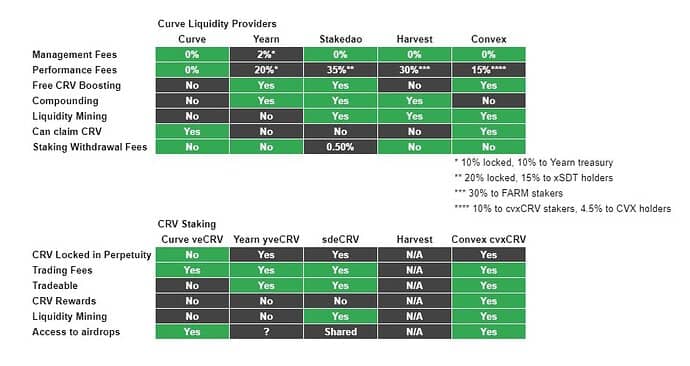 Curve Liquidity Providers
Curve Yearn Stakedao Harvest Convex
Management Fees 0% 2%* 0% 0% 0%
Performance Fees 0% 20%* 35%** 30%*** 15%****
Free CRV Boosting No Yes Yes No Yes
Compounding No Yes Yes Yes No
Liquidity Mining No No Yes Yes Yes
Can claim CRV Yes No No No Yes
Staking Withdrawal Fees No No 0.50% No No
* 10% locked, 10% to Yearn treasury
** 20% locked, 15% to xSDT holders
*** 30% to FARM stakers
**** 10% to cvxCRV stakers, 4.5% to CVX holders
CRV Staking
Curve veCRV Yearn yveCRV sdeCRV Harvest Convex cvxCRV
CRV Locked in Perpetuity No Yes Yes N/A Yes
Trading Fees Yes Yes Yes N/A Yes
Tradeable No Yes Yes N/A Yes
CRV Rewards No No No N/A Yes
Liquidity Mining No No Yes N/A Yes
Access to airdrops Yes ? Shared N/A Yes